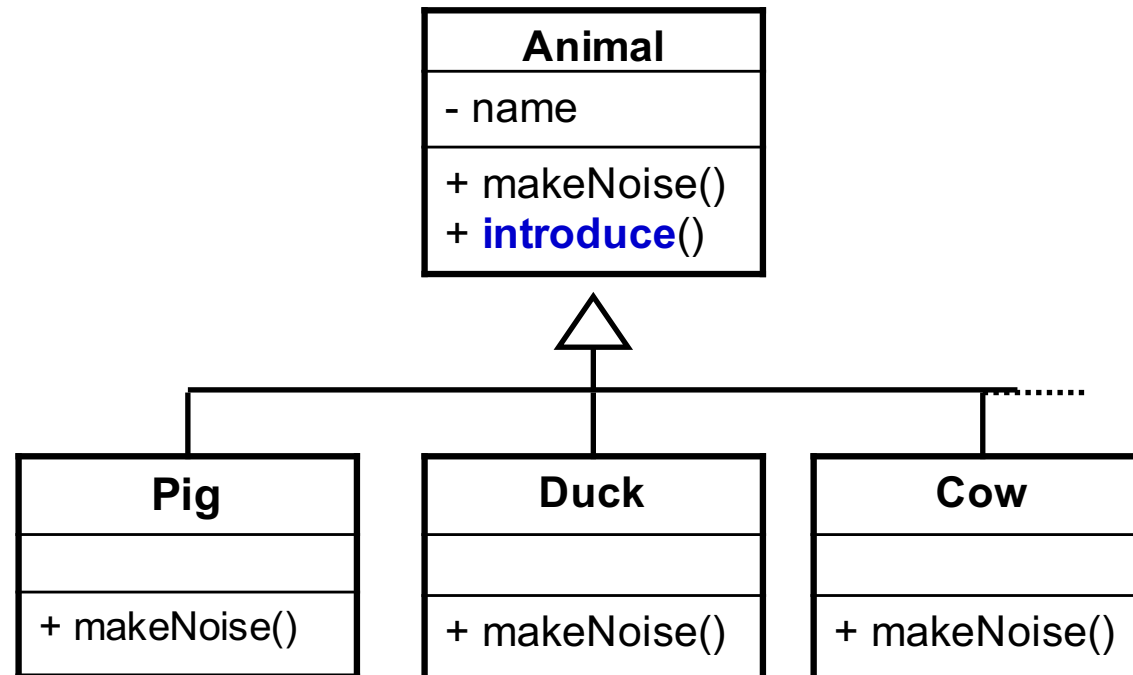 Animal
- name
+ makeNoise()
+ introduce()
Pig
Duck
Cow
+ makeNoise()
+ makeNoise()
+ makeNoise()